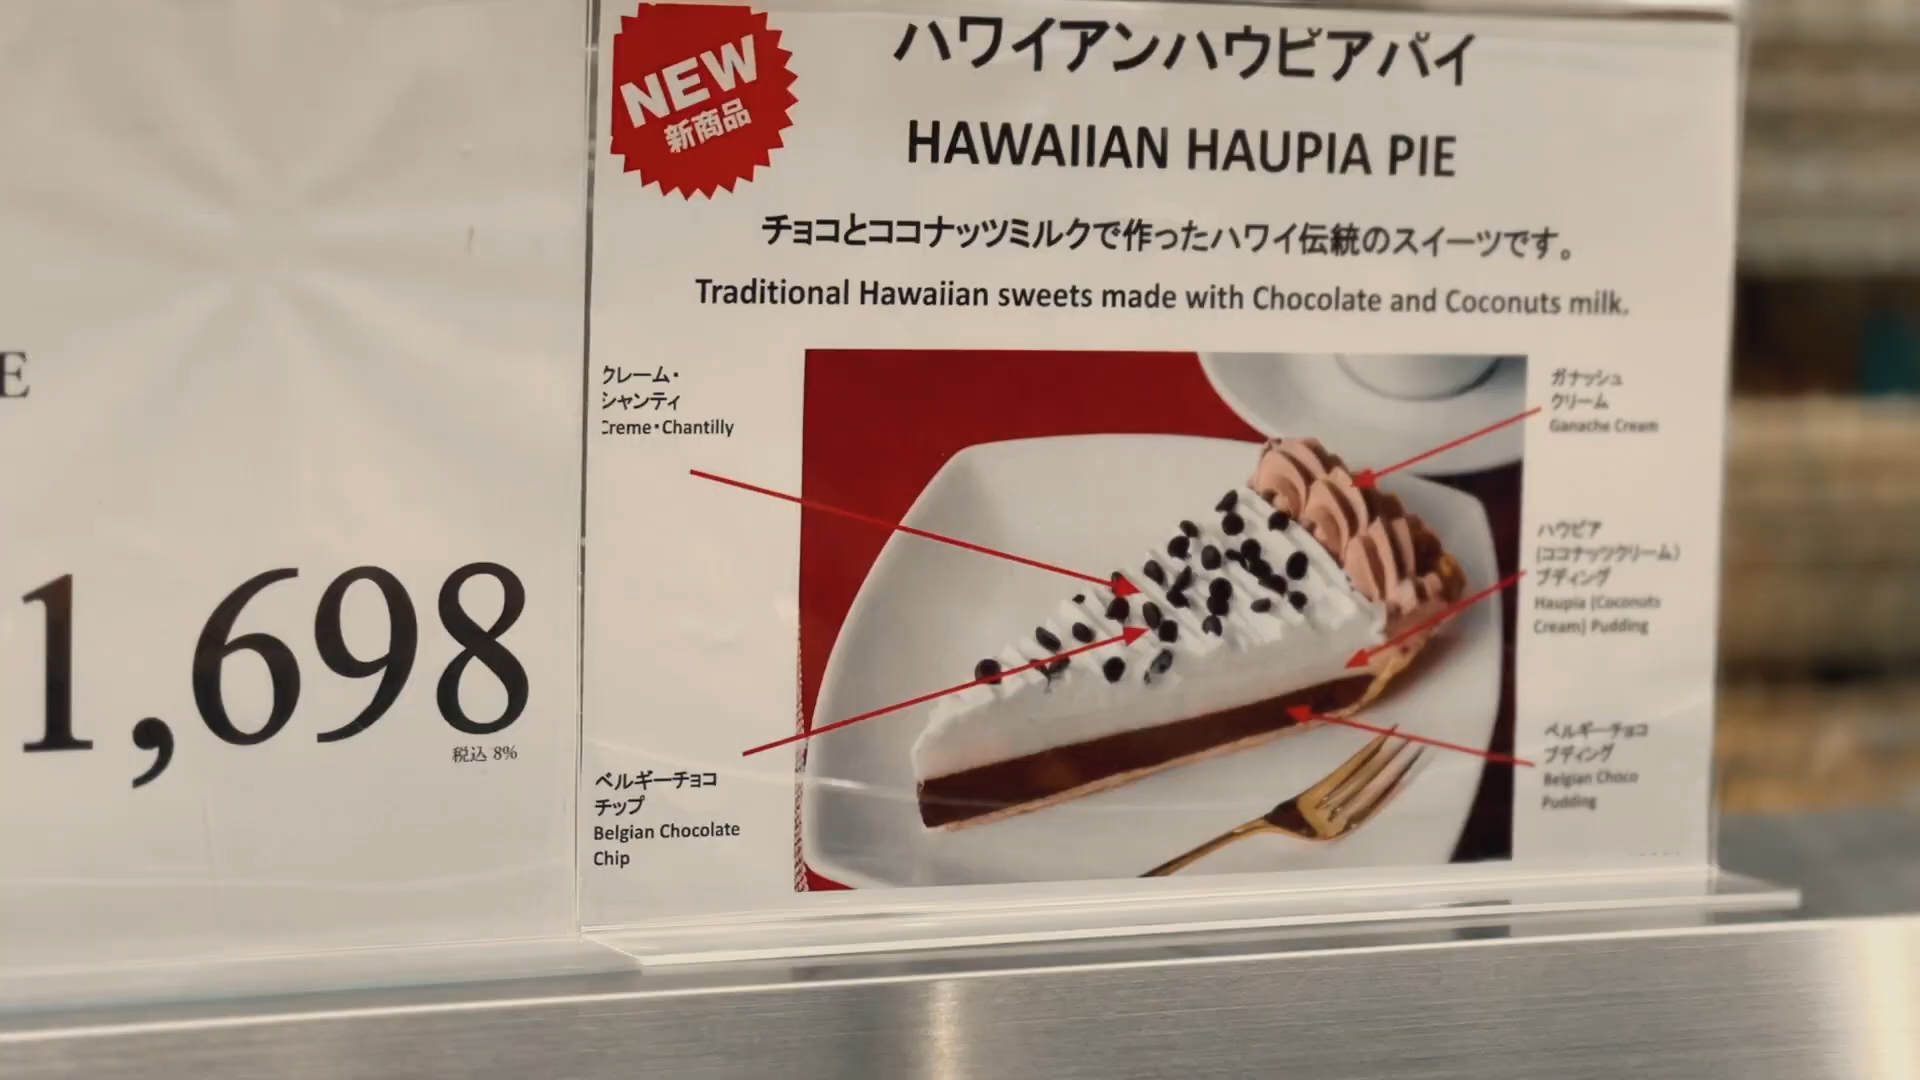 E
1,698
税込 8%
NEW
新商品
ハワイアンハウピアパイ
HAWAIIAN HAUPIA PIE
チョコとココナッツミルクで作ったハワイ伝統のスイーツです。
Traditional Hawaiian sweets made with Chocolate and Coconuts milk.
クレーム・
シャンティ
Creme・Chantilly
ベルギーチョコ
チップ
Belgian Chocolate
Chip
ガナッシュ
クリーム
Ganache Cream
ハウピア
(ココナッツクリーム)
プディング
Haupia (Coconuts
Cream) Pudding
ベルギーチョコ
プディング
Belgian Choco
Pudding